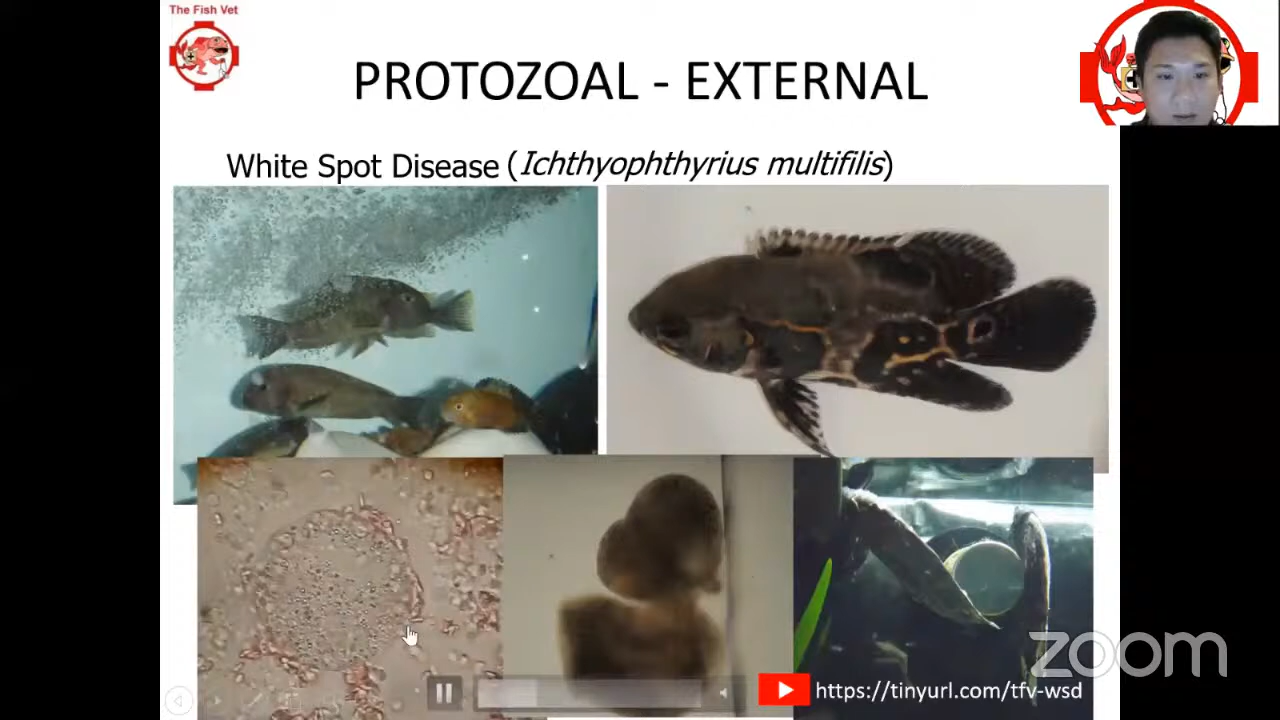 The Fish Vet
PROTOZOAL - EXTERNAL
White Spot Disease (Ichthyophthyrius multifilis)
https://tinyurl.com/tfv-wsd
zoom